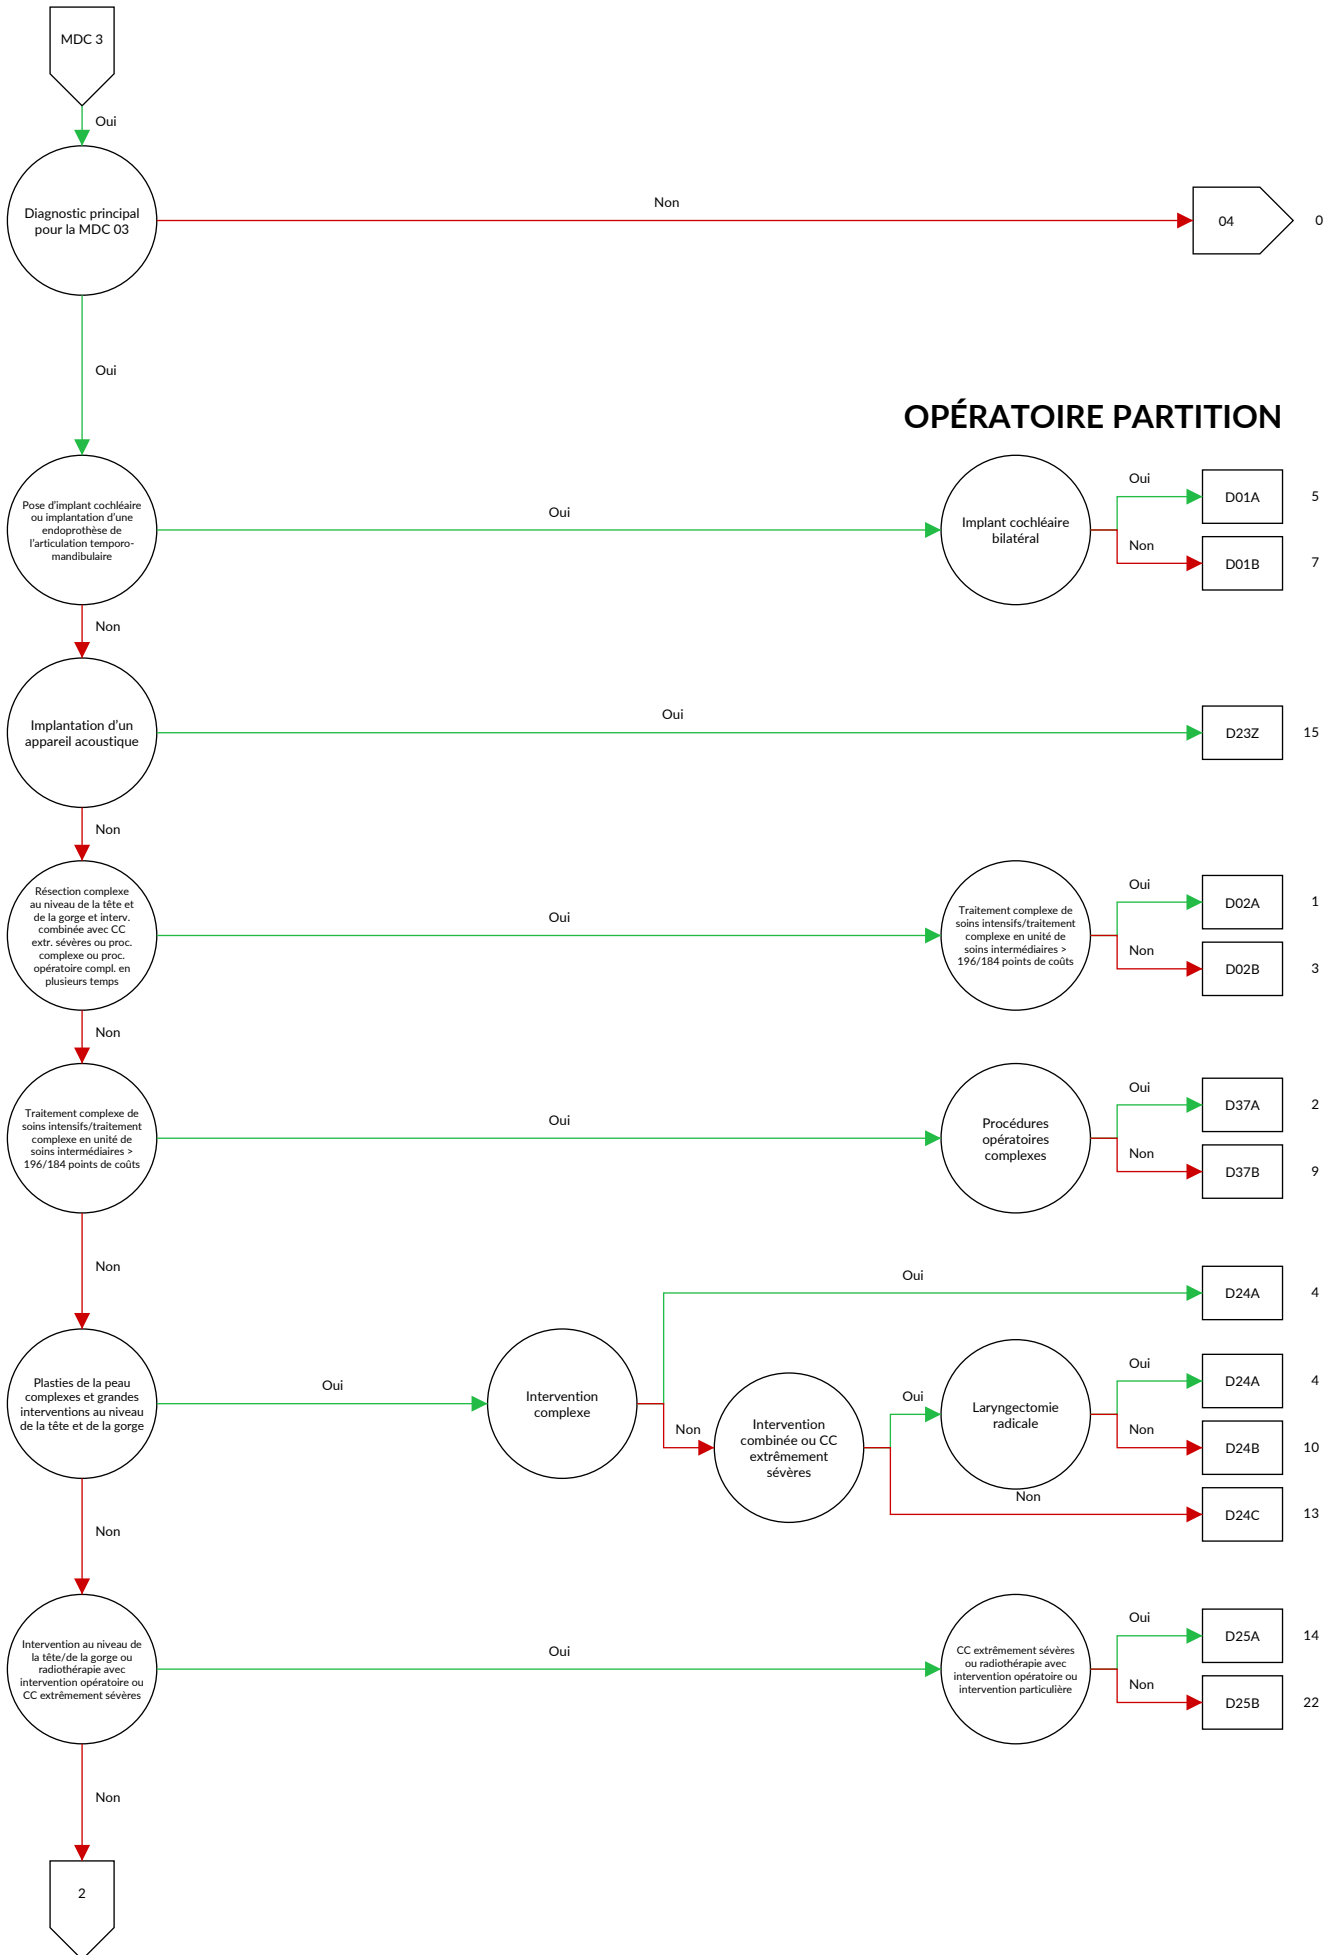 MDC 3
Oui
Diagnostic principal
pour la MDC 03
Non
04
0
Oui
OPÉRATOIRE PARTITION
Pose d'implant cochléaire
ou implantation d'une
endoprothèse de
l'articulation temporo-
mandibulaire
Oui
Implant cochléaire
bilatéral
Oui
D01A
5
Non
D01B
7
Non
Implantation d'un
appareil acoustique
Oui
D23Z
15
Non
Résection complexe
au niveau de la tête et
de la gorge et interv.
combinée avec CC
extr. sévères ou proc.
complexe ou proc.
opératoire compl. en
plusieurs temps
Oui
Traitement complexe de
soins intensifs/traitement
complexe en unité de
soins intermédiaires >
196/184 points de coûts
Oui
D02A
1
Non
D02B
3
Non
Traitement complexe de
soins intensifs/traitement
complexe en unité de
soins intermédiaires >
196/184 points de coûts
Oui
Procédures
opératoires
complexes
Oui
D37A
2
Non
D37B
9
Non
Plasties de la peau
complexes et grandes
interventions au niveau
de la tête et de la gorge
Oui
Intervention
complexe
Oui
D24A
4
Non
Intervention
combinée ou CC
extrêmement
sévères
Oui
Laryngectomie
radicale
Oui
D24A
4
Non
D24B
10
Non
D24C
13
Non
Intervention au niveau de
la tête/de la gorge ou
radiothérapie avec
intervention opératoire ou
CC extrêmement sévères
Oui
CC extrêmement sévères
ou radiothérapie avec
intervention opératoire ou
intervention particulière
Oui
D25A
14
Non
D25B
22
Non
2